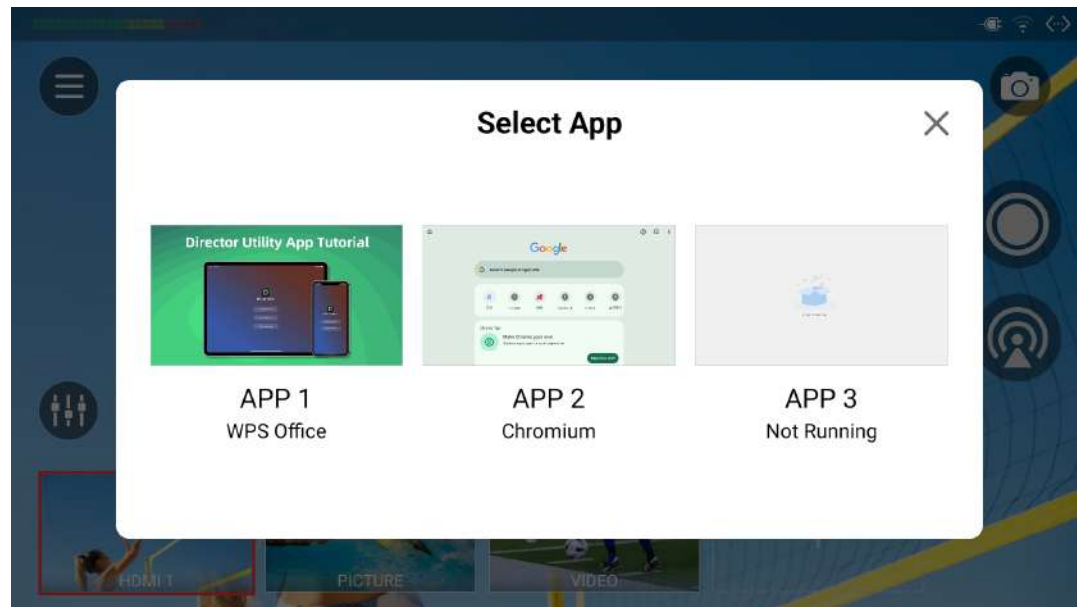 Select App
Director Utility App Tutorial
Google
APP 1
WPS Office
APP 2
Chromium
APP 3
Not Running
HDMI 1
PICTURE
VIDEO